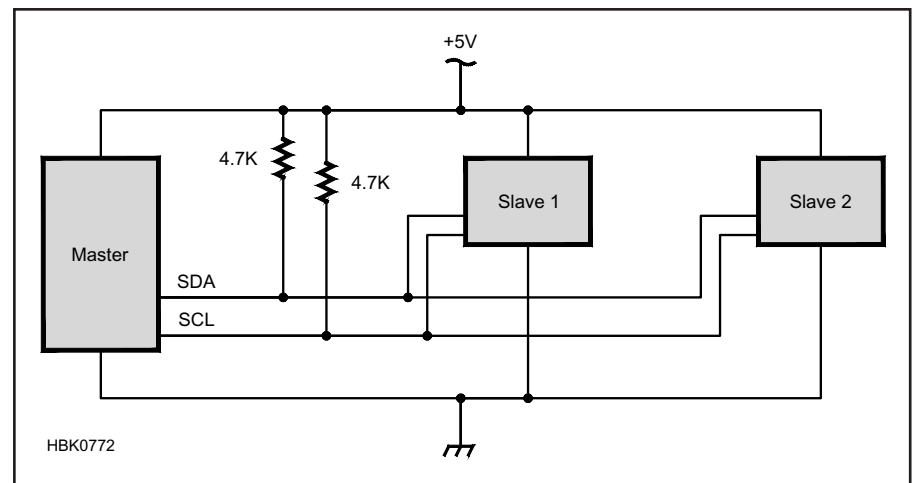 +5V
4.7K
4.7K
Slave 1
Slave 2
Master
SDA
SCL
HBK0772